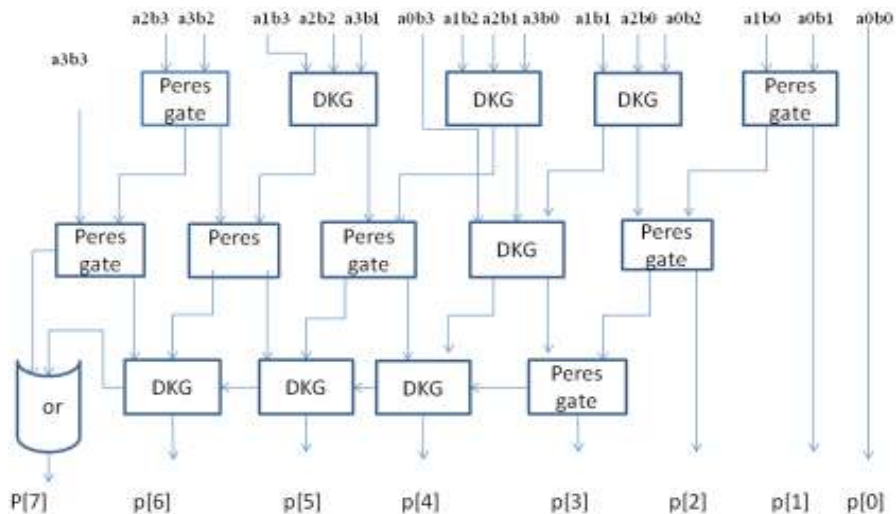 a2b3 a3b2 a1b3 a2b2 a3b1 a0b3 a1b2 a2b1 a3b0 a1b1 a2b0 a0b2 a1b0 a0b1 a0b0
a3b3
Peres
gate
DKG
DKG
DKG
Peres
gate
Peres
gate
Peres
Peres
gate
DKG
Peres
gate
or
DKG
DKG
DKG
Peres
gate
P[7] p[6] p[5] p[4] p[3] p[2] p[1] p[0]